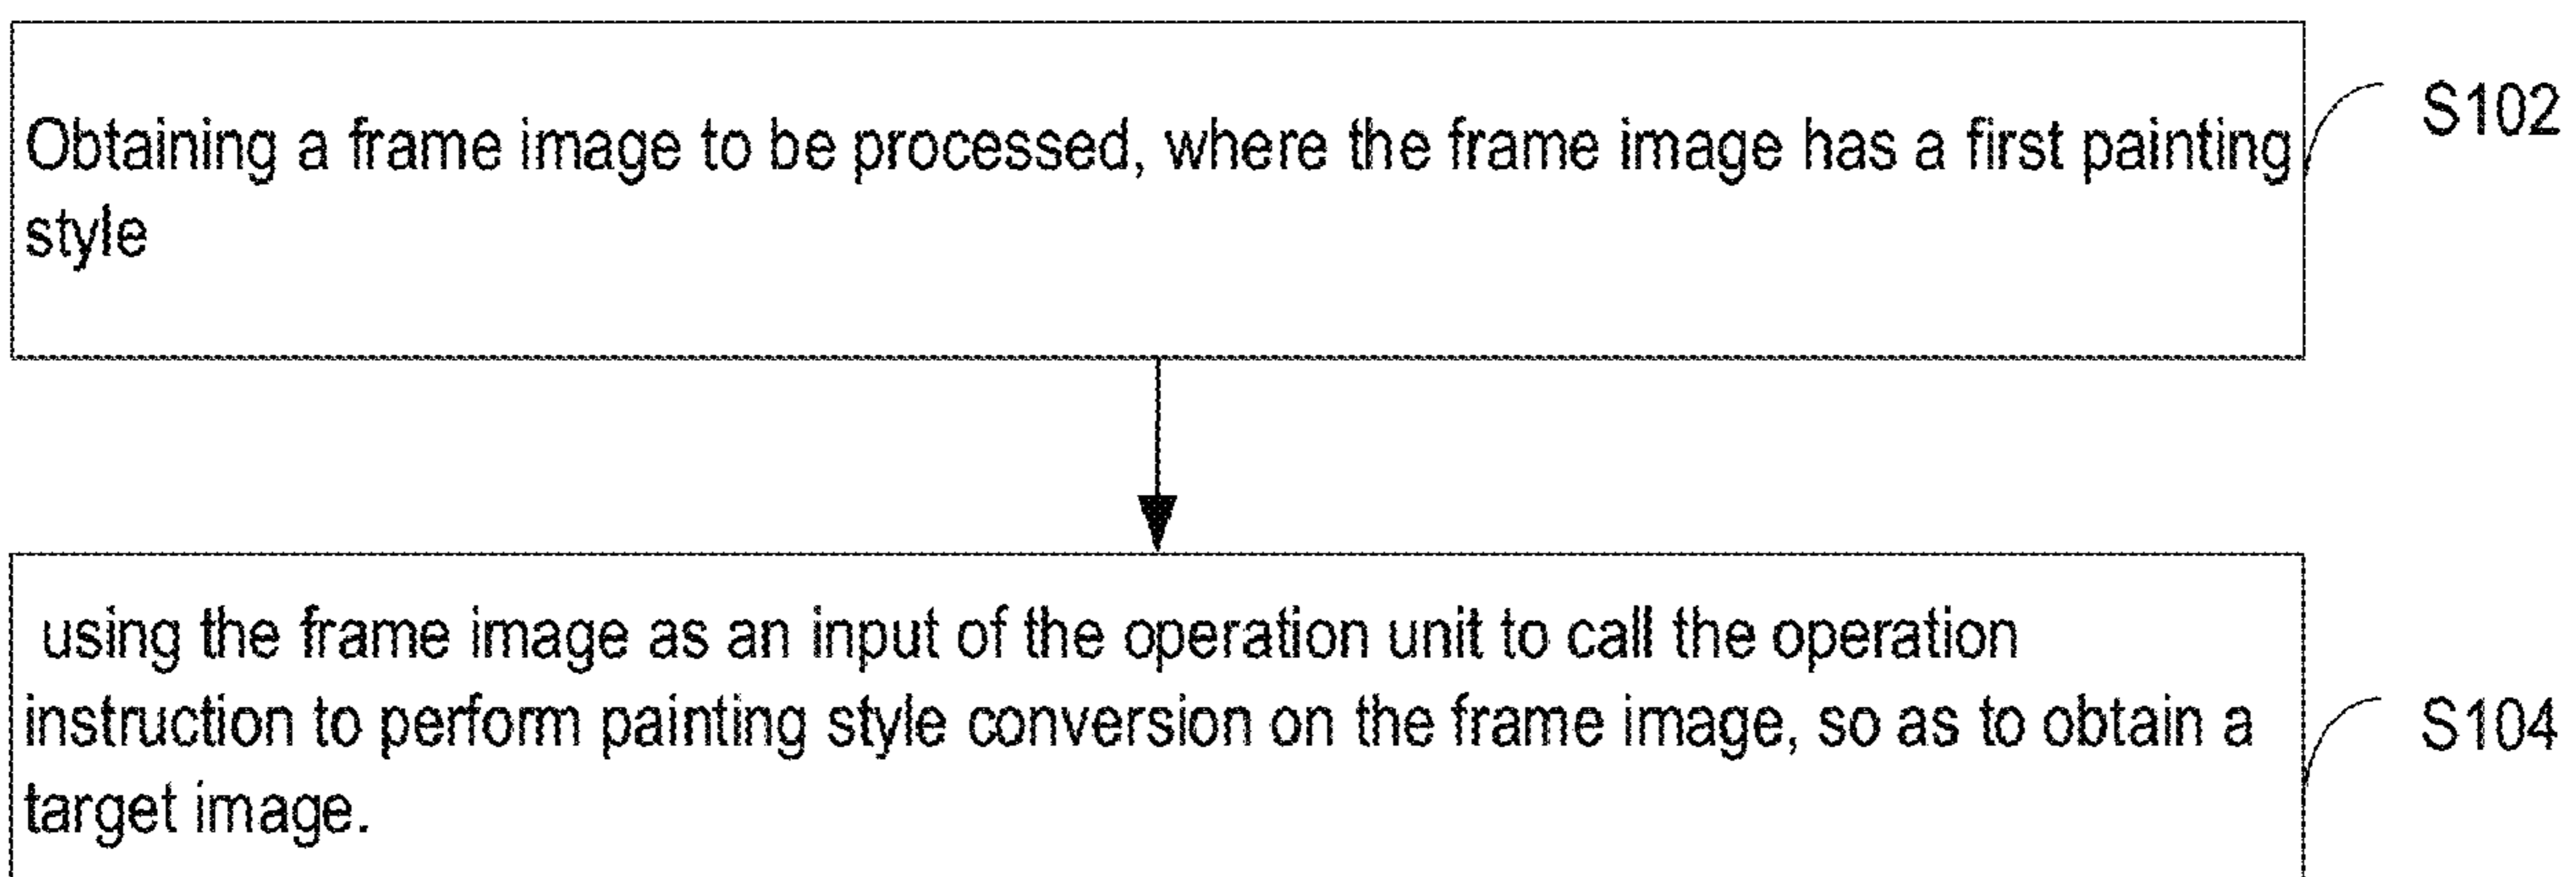 Obtaining a frame image to be processed, where the frame image has a first painting
style
S102
using the frame image as an input of the operation unit to call the operation
instruction to perform painting style conversion on the frame image, so as to obtain a
target image.
S104